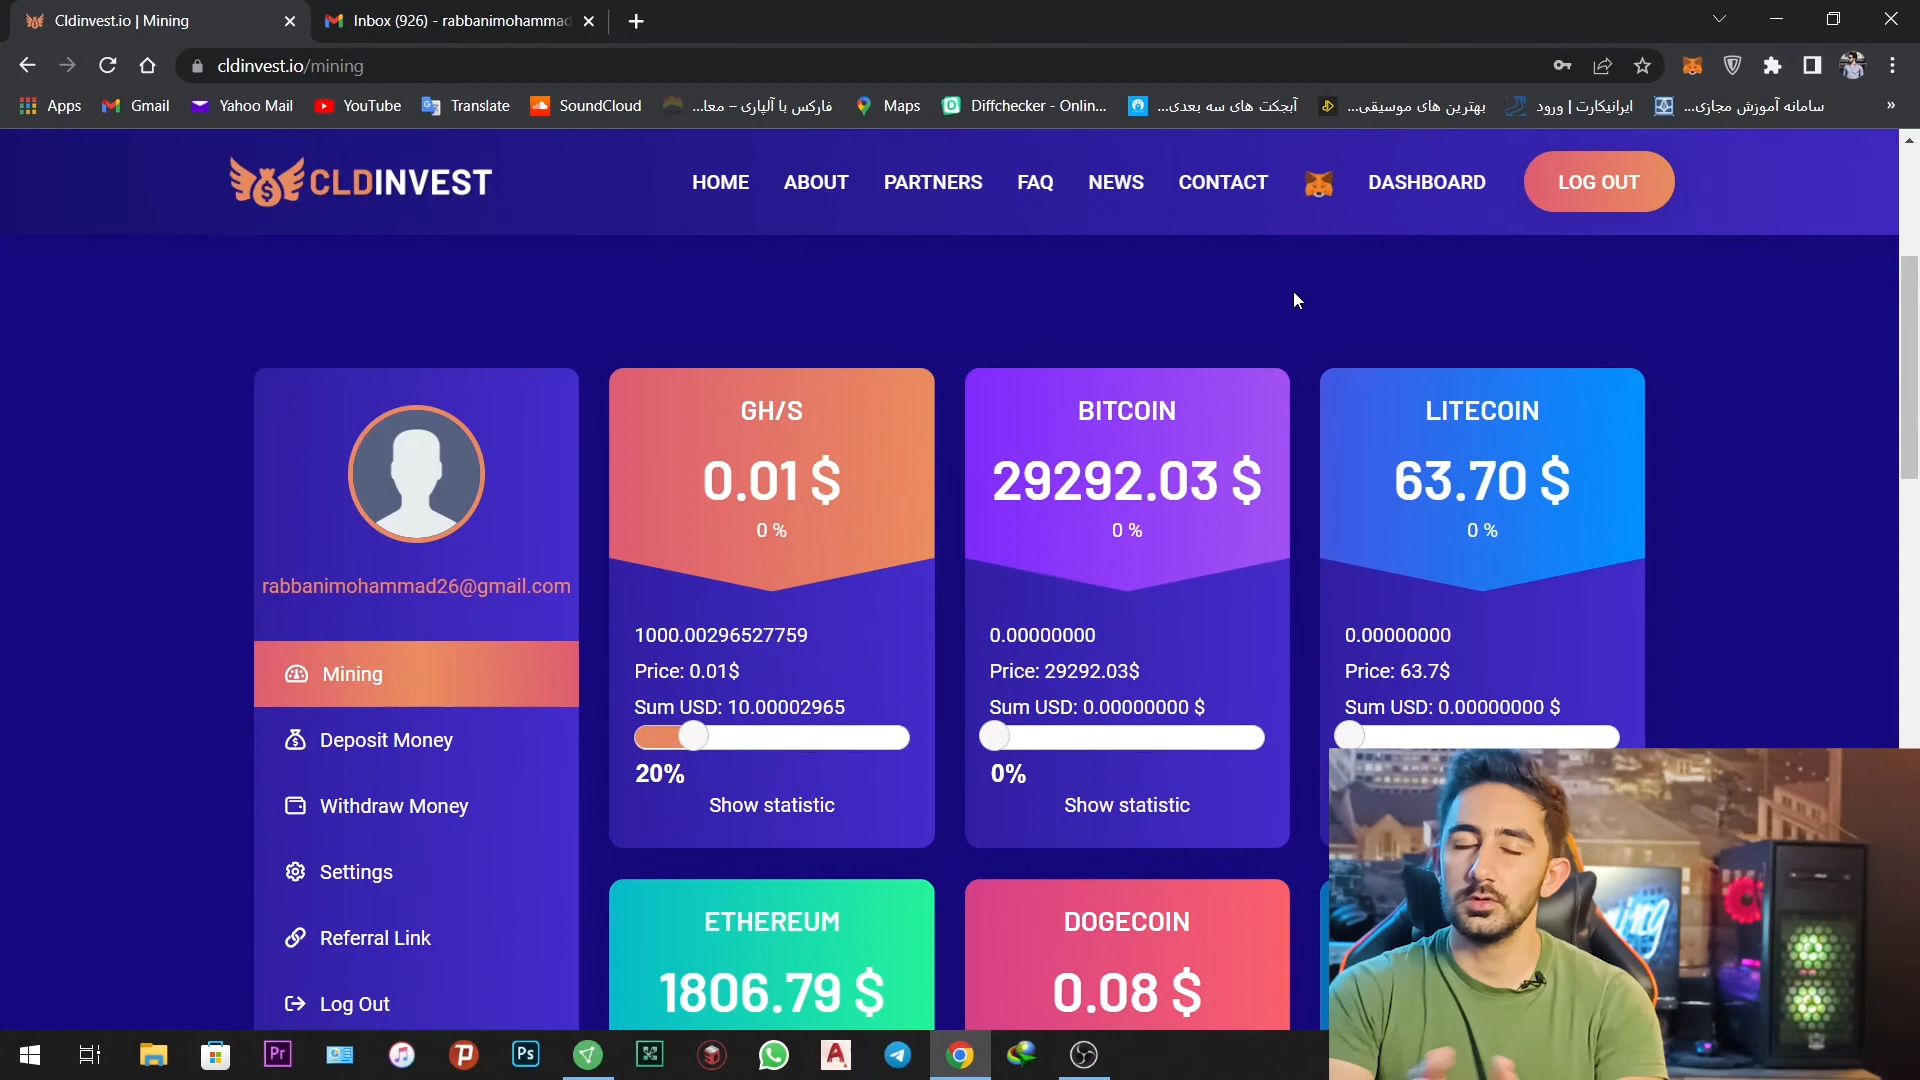 Cldinvest.io | Mining
Inbox (926) - rabbanimohammad
cldinvest.io/mining
Apps
Gmail
Yahoo Mail
YouTube
Translate
SoundCloud
فارکس با آلپاری – معا...
Maps
Diffchecker - Onlin...
آبجکت های سه بعدی...
بهترین های موسیقی...
ایرانیکارت | ورود
سامانه آموزش مجازی...
»
CLDINVEST
HOME
ABOUT
PARTNERS
FAQ
NEWS
CONTACT
DASHBOARD
LOG OUT
rabbanimohammad26@gmail.com
Mining
Deposit Money
Withdraw Money
Settings
Referral Link
Log Out
GH/S
0.01 $
0 %
1000.00296527759
Price: 0.01$
Sum USD: 10.00002965
20%
Show statistic
BITCOIN
29292.03 $
0 %
0.00000000
Price: 29292.03$
Sum USD: 0.00000000 $
0%
Show statistic
LITECOIN
63.70 $
0 %
0.00000000
Price: 63.7$
Sum USD: 0.00000000 $
ETHEREUM
1806.79 $
DOGECOIN
0.08 $
Pr
Ps